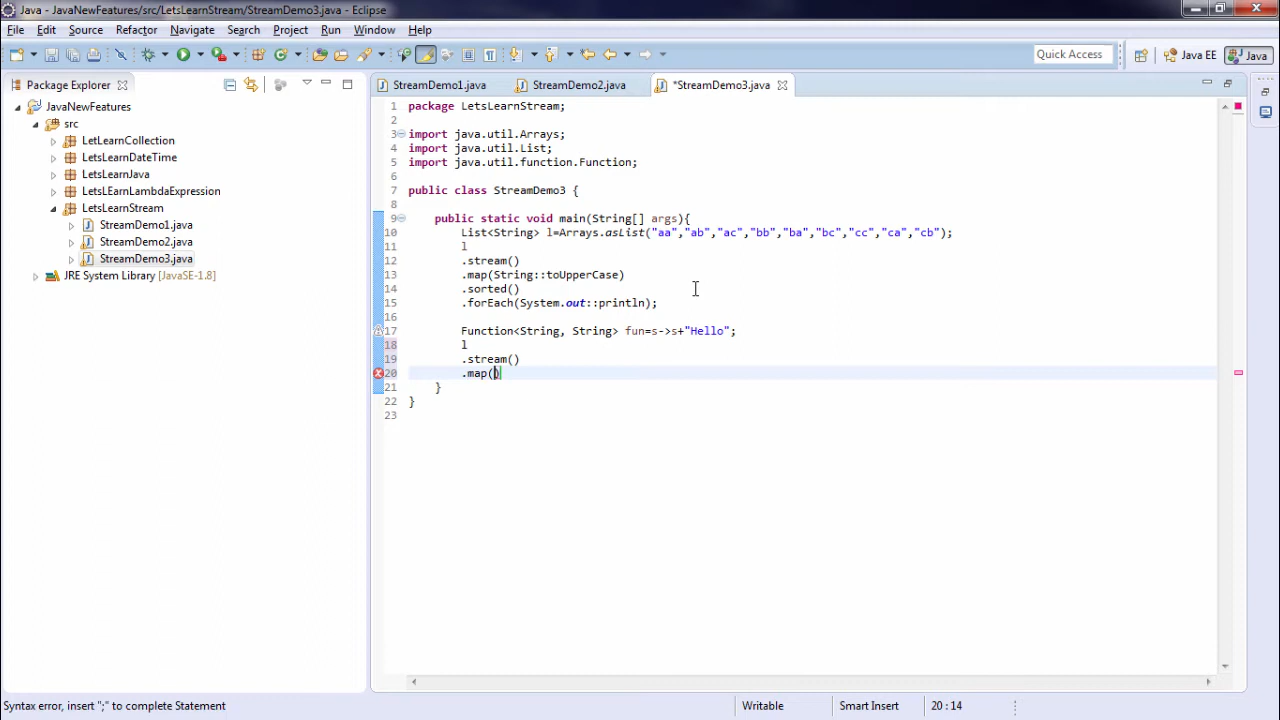 Java - JavaNewFeatures/src/LetsLearnStream/StreamDemo3.java - Eclipse
File Edit Source Refactor Navigate Search Project Run Window Help
Quick Access
Java EE
Java
Package Explorer
JavaNewFeatures
src
LetLearnCollection
LetsLearnDateTime
LetsLearnJava
LetsLEarnLambdaExpression
LetsLearnStream
StreamDemo1.java
StreamDemo2.java
StreamDemo3.java
JRE System Library [JavaSE-1.8]
StreamDemo1.java StreamDemo2.java *StreamDemo3.java
1 package LetsLearnStream;
2
3 import java.util.Arrays;
4 import java.util.List;
5 import java.util.function.Function;
6
7 public class StreamDemo3 {
8
9 public static void main(String[] args){
10 List<String> l=Arrays.asList("aa","ab","ac","bb","ba","bc","cc","ca","cb");
11 l
12 .stream()
13 .map(String::toUpperCase)
14 .sorted()
15 .forEach(System.out::println);
16
17 Function<String, String> fun=s->s+"Hello";
18 l
19 .stream()
20 .map()
21 }
22 }
23
Syntax error, insert ";" to complete Statement
Writable
Smart Insert
20 : 14